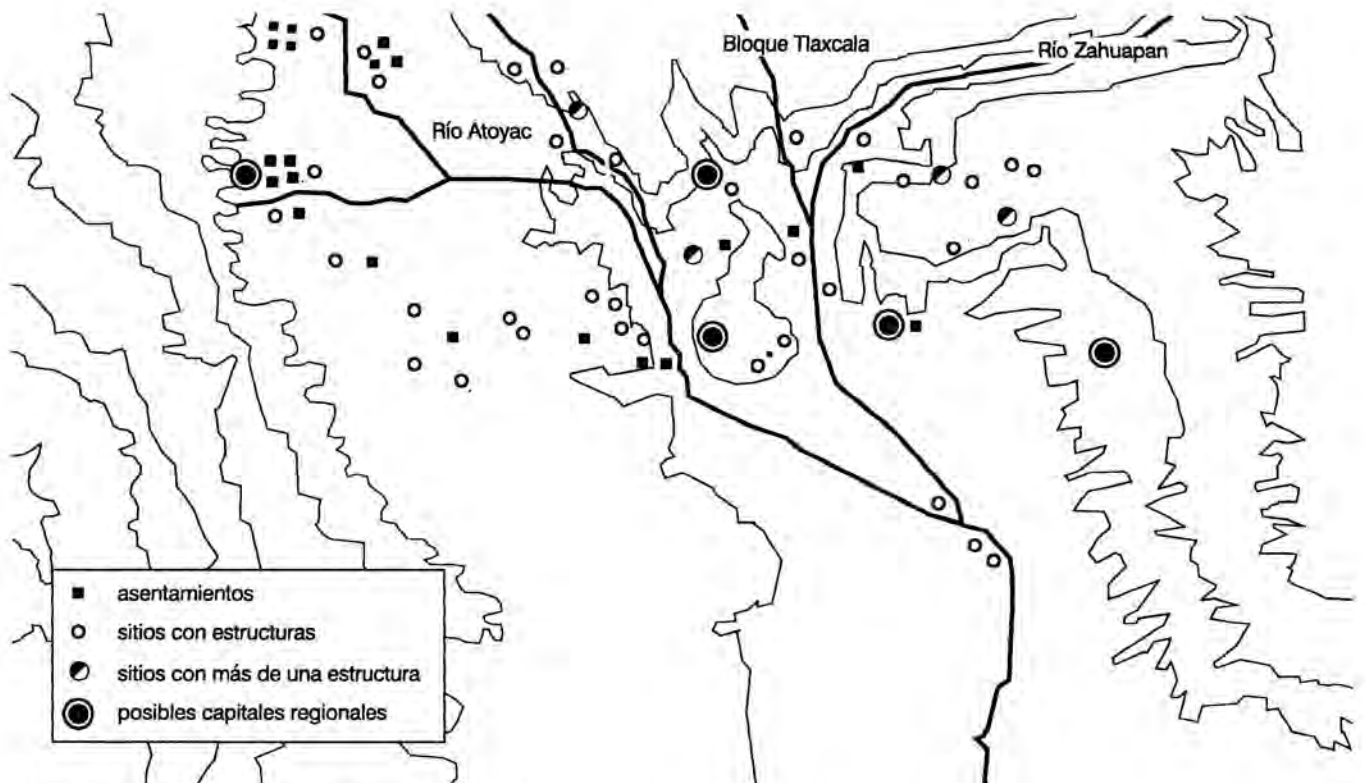 Bloque Tlaxcala
Río Zahuapan
Río Atoyac
asentamientos
sitios con estructuras
sitios con más de una estructura
posibles capitales regionales